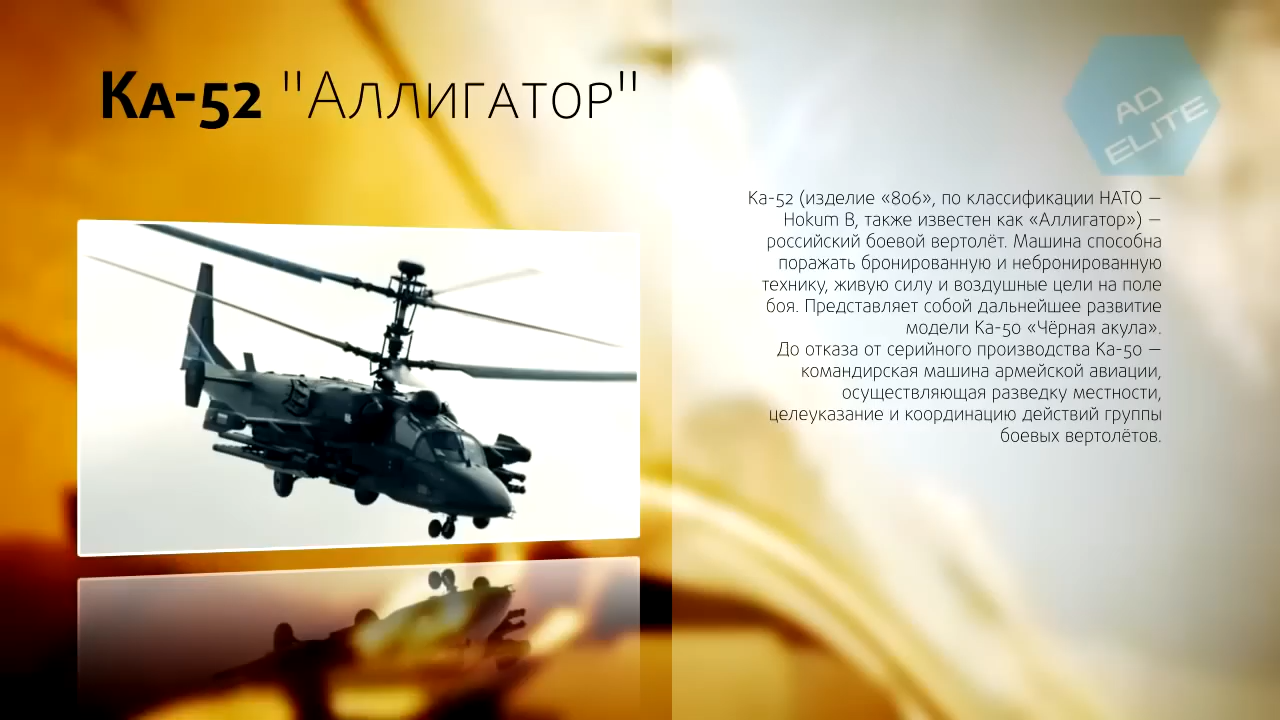 Ка-52 "Аллигатор"
AD
ELITE
Ка-52 (изделие «806», по классификации НАТО —
Hokum B, также известен как «Аллигатор») —
российский боевой вертолёт. Машина способна
поражать бронированную и небронированную
технику, живую силу и воздушные цели на поле
боя. Представляет собой дальнейшее развитие
модели Ка-50 «Чёрная акула».
До отказа от серийного производства Ка-50 —
командирская машина армейской авиации,
осуществляющая разведку местности,
целеуказание и координацию действий группы
боевых вертолётов.